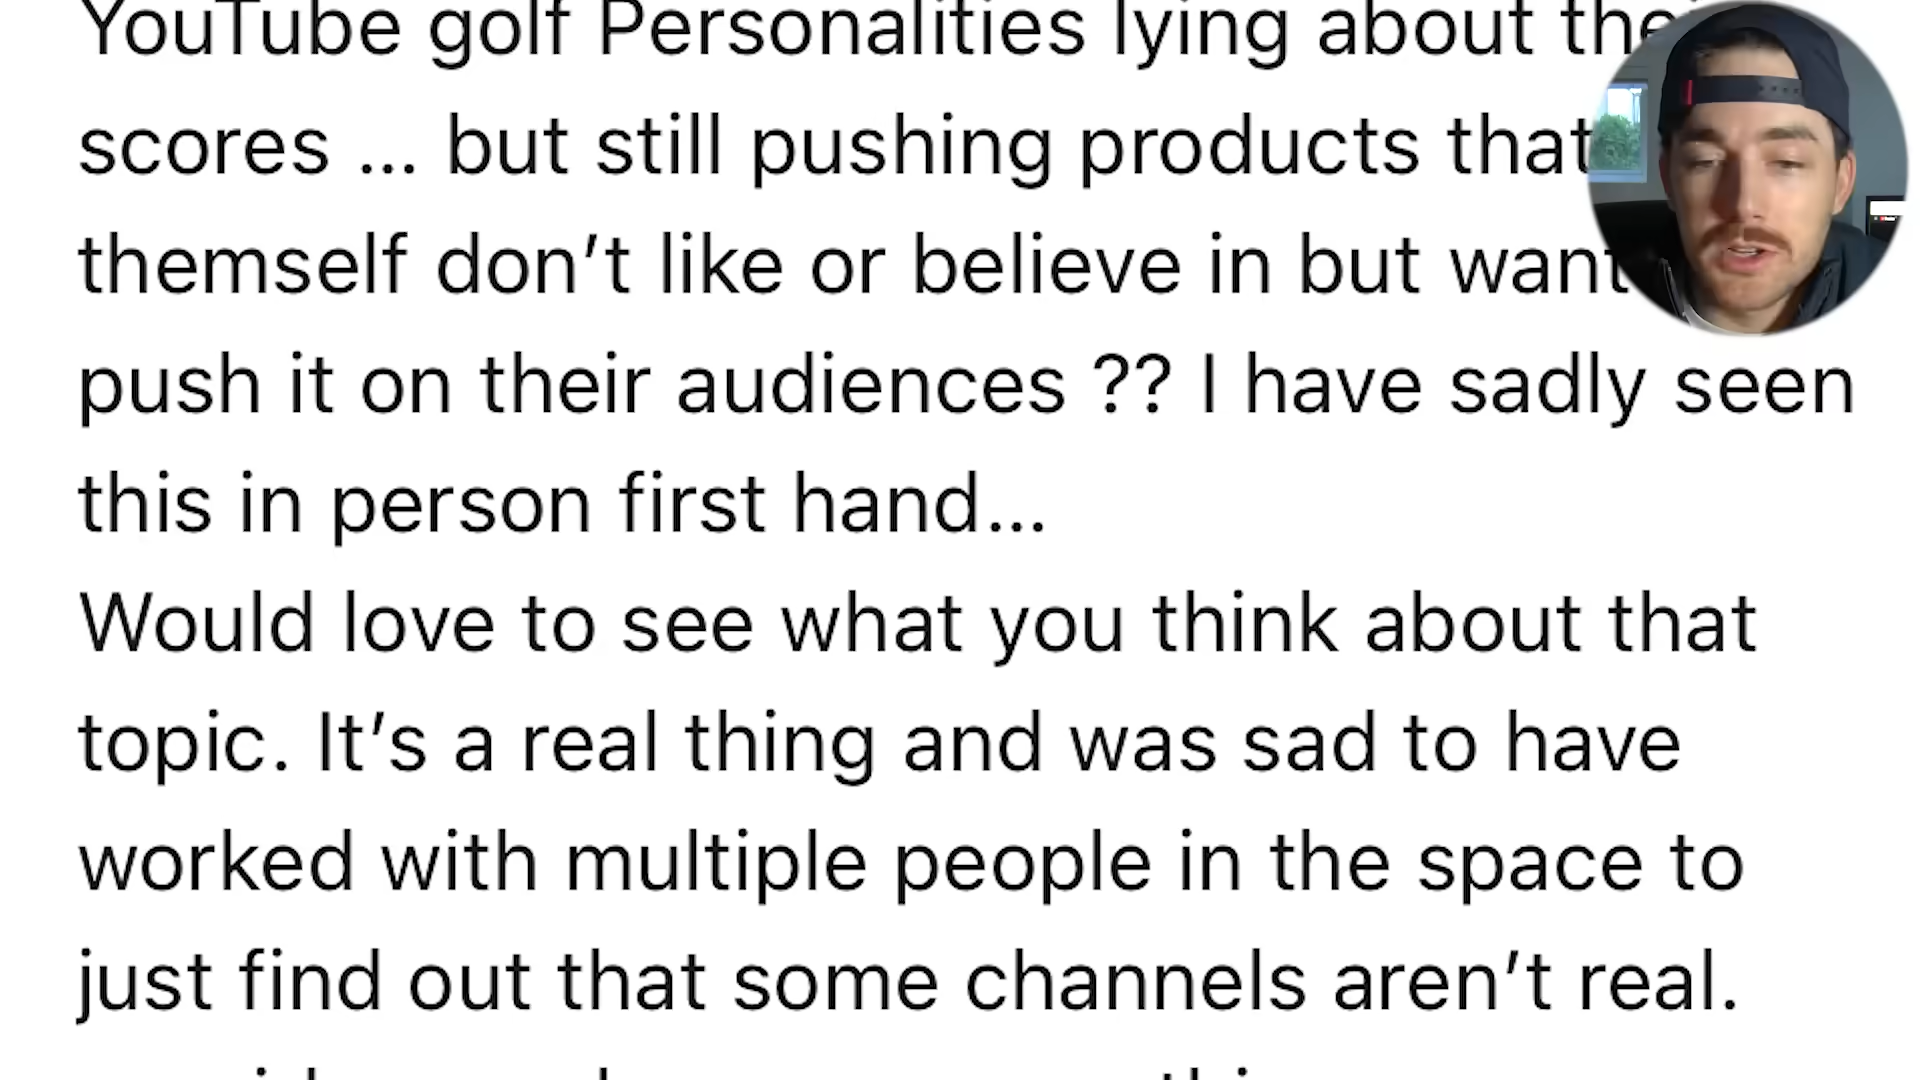 YouTube golf Personalities lying about
scores ... but still pushing products that
themself don’t like or believe in but want
push it on their audiences ?? I have sadly seen
this in person first hand...
Would love to see what you think about that
topic. It’s a real thing and was sad to have
worked with multiple people in the space to
just find out that some channels aren’t real.